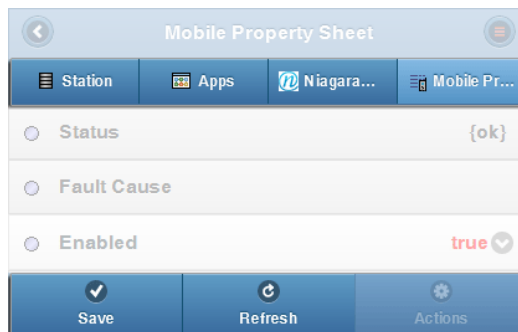 Mobile Property Sheet
Station Apps Niagara... Mobile Pr...
Status {ok}
Fault Cause
Enabled true
Save Refresh Actions